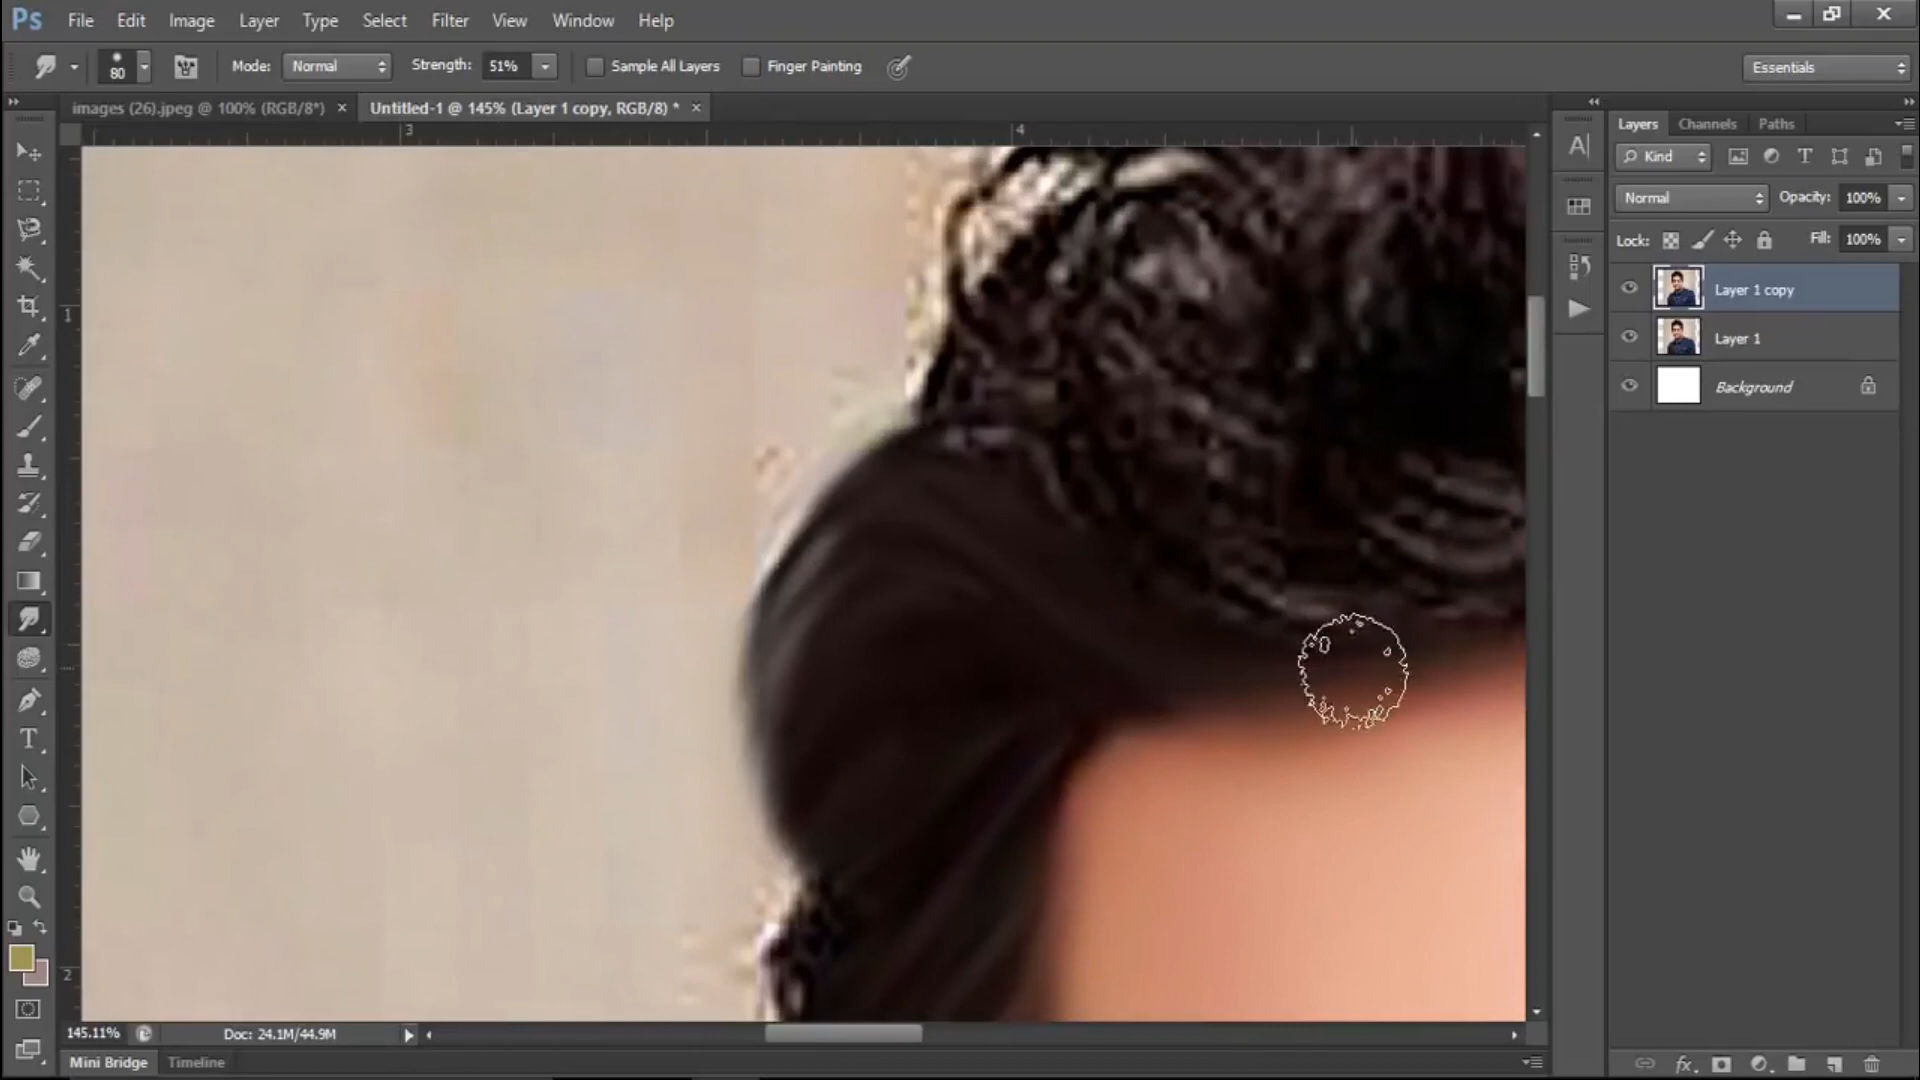 Ps File Edit Image Layer Type Select Filter View Window Help
80 Mode: Normal Strength: 51% Sample All Layers Finger Painting Essentials
images (26).jpeg @ 100% (RGB/8*) × Untitled-1 @ 145% (Layer 1 copy, RGB/8) * ×
3 4
Layers Channels Paths
Kind
Normal Opacity: 100%
Lock: Fill: 100%
Layer 1 copy
1
Layer 1
Background
2
145.11% Doc: 24.1M/44.9M
Mini Bridge Timeline
fx